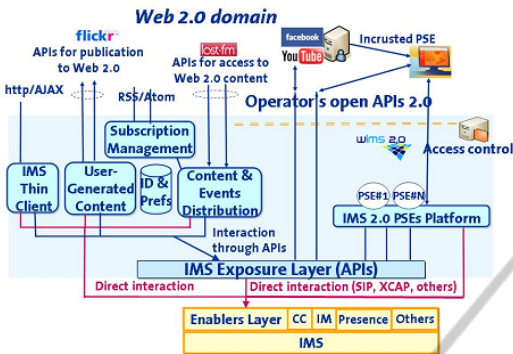 Web 2.0 domain
flickr
facebook
Incrusted PSE
APIs for publication
to Web 2.0
lost·fm
APIs for access to
Web 2.0 content
YouTube
http/AJAX
RSS/Atom
Operator's open APIs 2.0
Subscription
Management
wims 2.0
Access control
IMS
Thin
Client
User-
Generated
Content
ID &
Prefs
Content &
Events
Distribution
PSE#1
PSE#N
IMS 2.0 PSEs Platform
Interaction
through APIs
IMS Exposure Layer (APIs)
Direct interaction
Direct interaction (SIP, XCAP, others)
Enablers Layer
CC
IM
Presence
Others
IMS